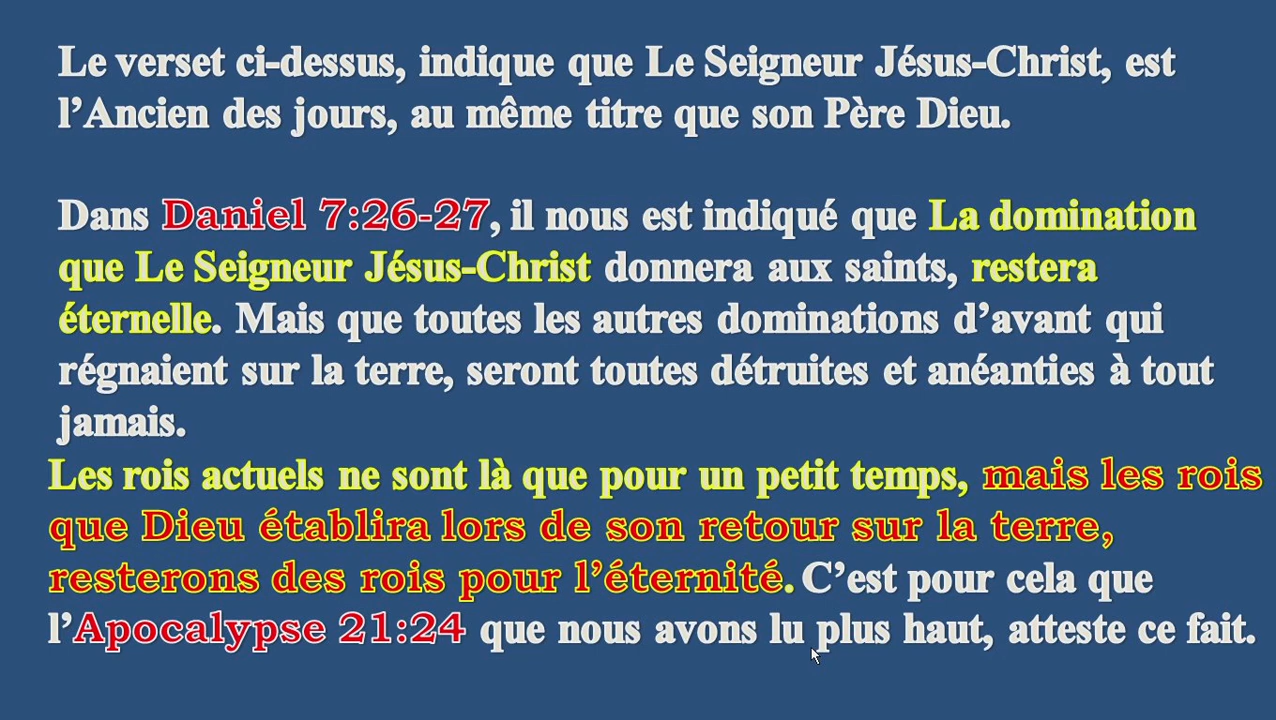 Le verset ci-dessus, indique que Le Seigneur Jésus-Christ, est
l’Ancien des jours, au même titre que son Père Dieu.
Dans Daniel 7:26-27, il nous est indiqué que La domination
que Le Seigneur Jésus-Christ donnera aux saints, restera
éternelle. Mais que toutes les autres dominations d’avant qui
régnaient sur la terre, seront toutes détruites et anéanties à tout
jamais.
Les rois actuels ne sont là que pour un petit temps, mais les rois
que Dieu établira lors de son retour sur la terre,
resterons des rois pour l’éternité. C’est pour cela que
l’Apocalypse 21:24 que nous avons lu plus haut, atteste ce fait.